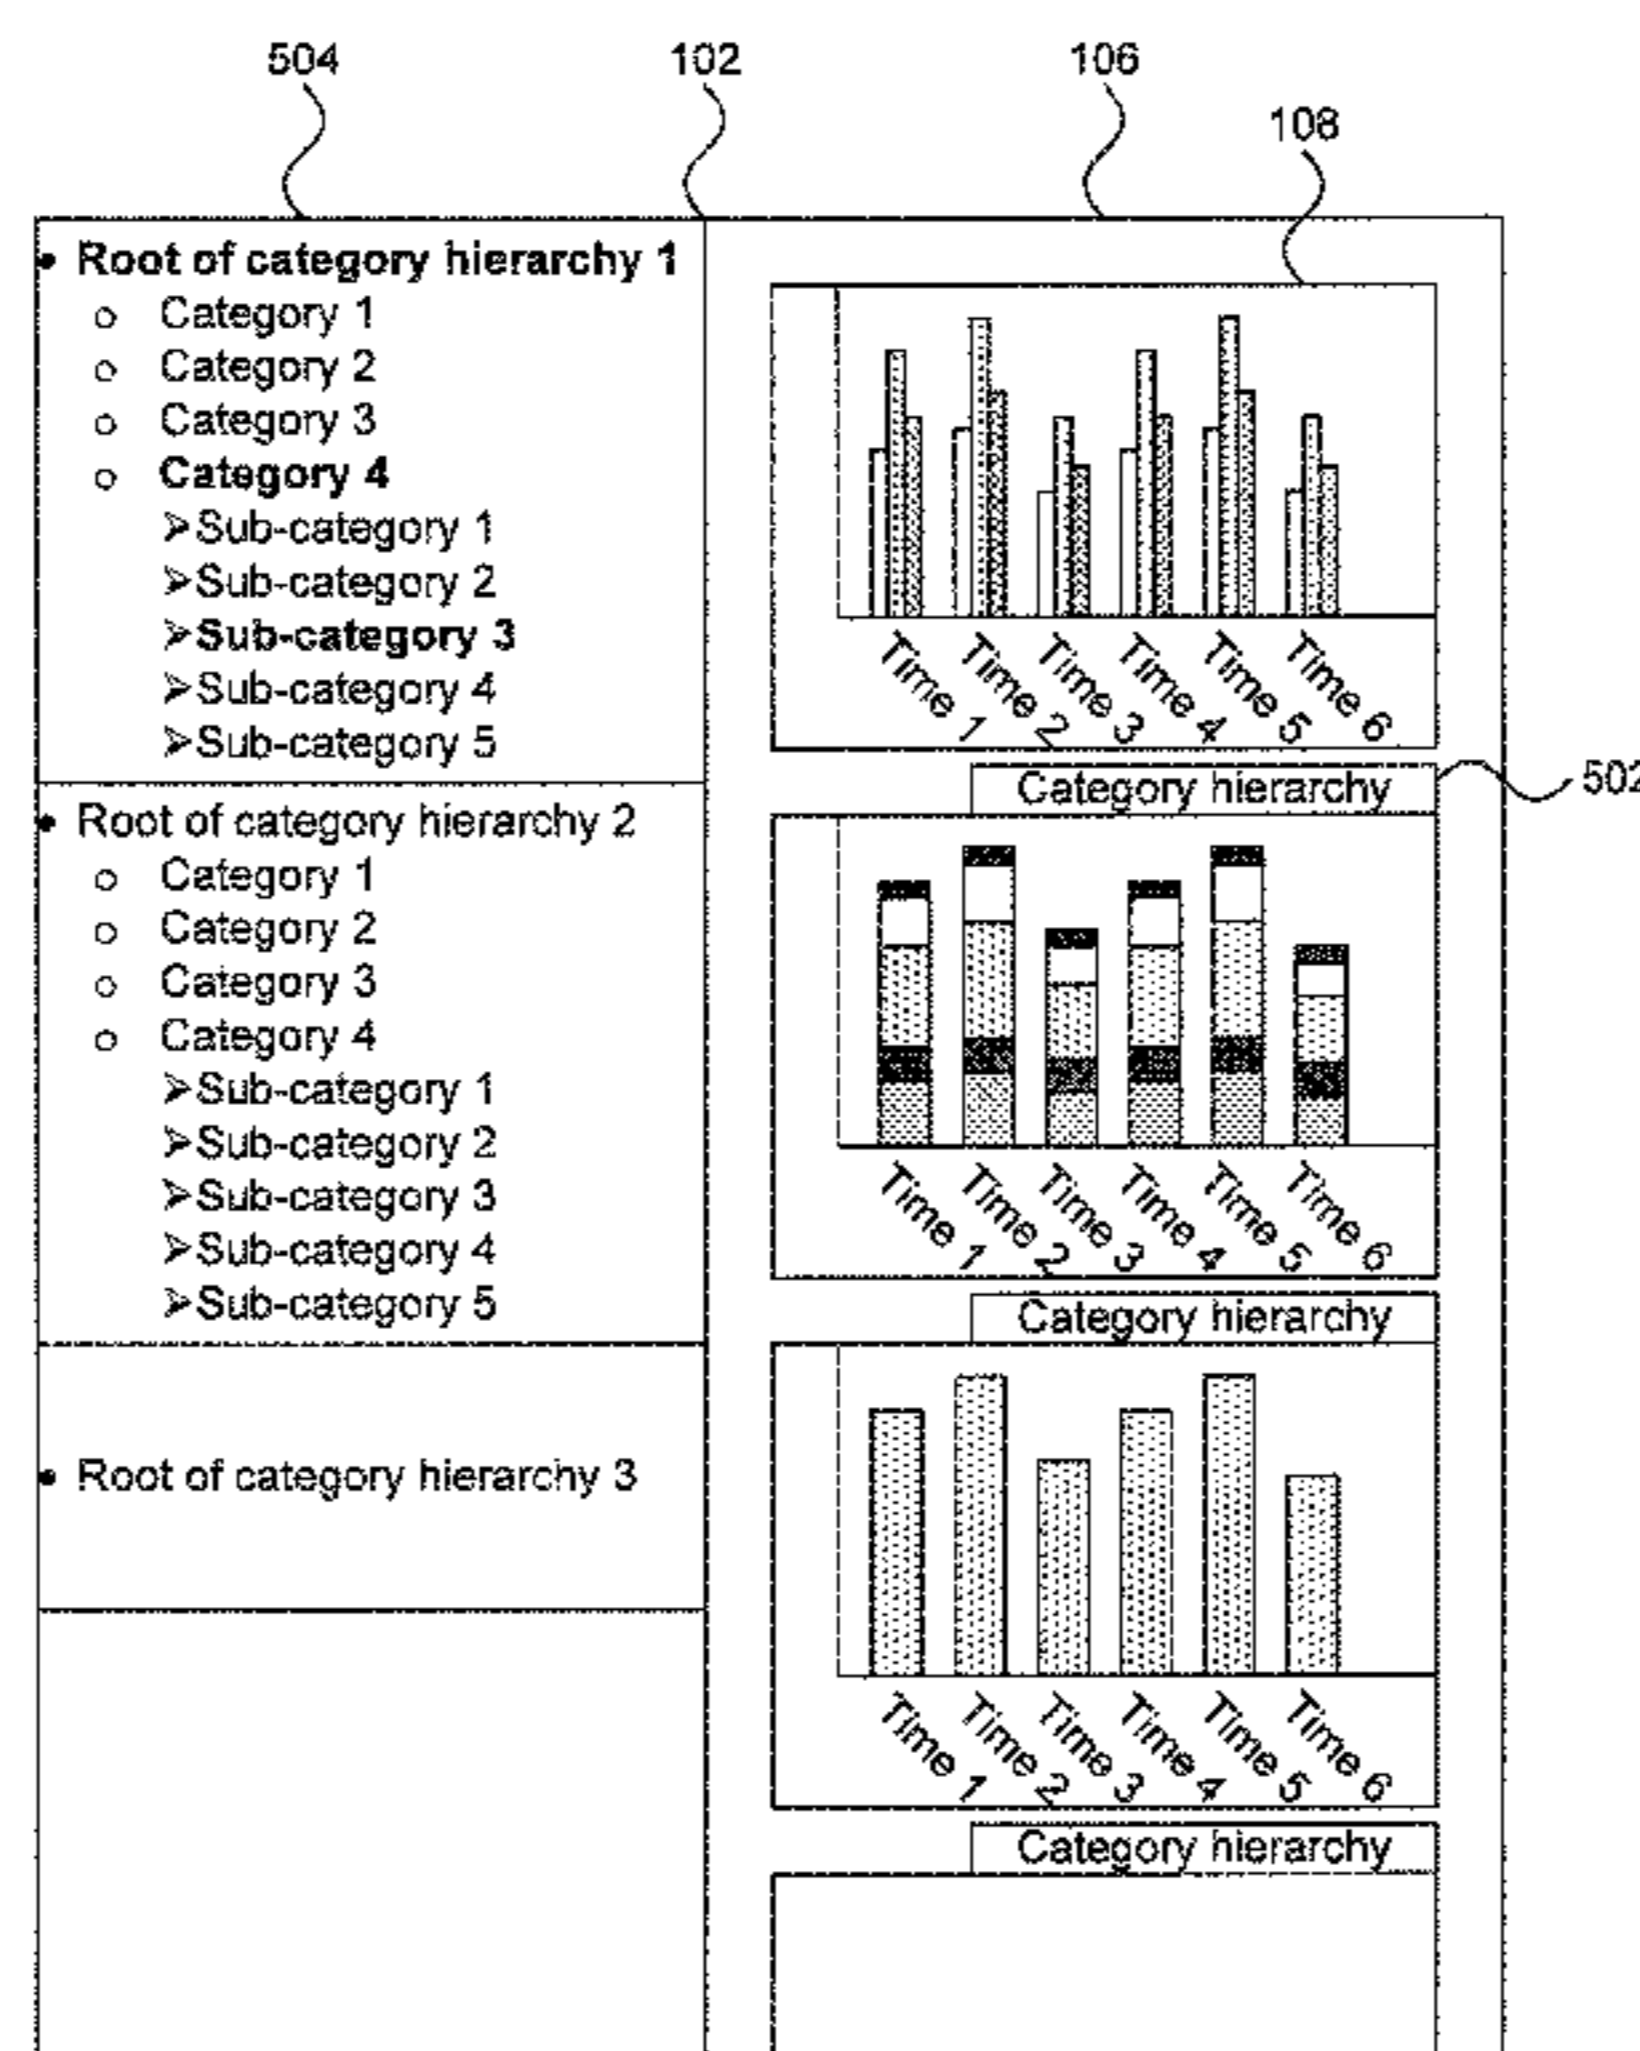 504
102
106
108
• Root of category hierarchy 1
o Category 1
o Category 2
o Category 3
o Category 4
➢Sub-category 1
➢Sub-category 2
➢Sub-category 3
➢Sub-category 4
➢Sub-category 5
Time 1
Time 2
Time 3
Time 4
Time 5
Time 6
Category hierarchy
502
• Root of category hierarchy 2
o Category 1
o Category 2
o Category 3
o Category 4
➢Sub-category 1
➢Sub-category 2
➢Sub-category 3
➢Sub-category 4
➢Sub-category 5
Time 1
Time 2
Time 3
Time 4
Time 5
Time 6
Category hierarchy
• Root of category hierarchy 3
Time 1
Time 2
Time 3
Time 4
Time 5
Time 6
Category hierarchy